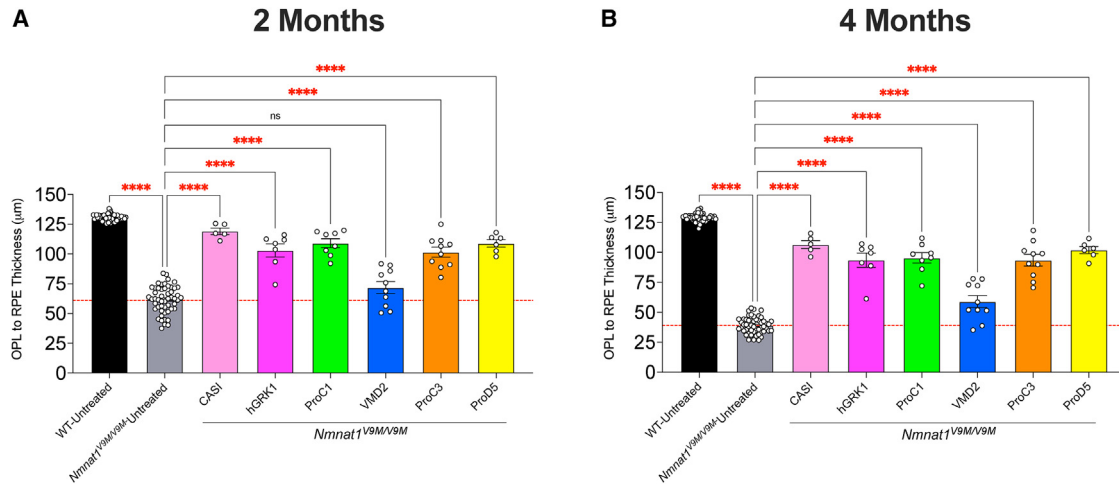 A
2 Months
****
****
ns
****
****
****
****
OPL to RPE Thickness (μm)
150
125
100
75
50
25
0
WT-Untreated
Nmnat1V9M/V9M-Untreated
CASI
hGRK1
ProC1
VMD2
ProC3
ProD5
Nmnat1V9M/V9M
B
4 Months
****
****
****
****
****
****
****
OPL to RPE Thickness (μm)
150
125
100
75
50
25
0
WT-Untreated
Nmnat1V9M/V9M-Untreated
CASI
hGRK1
ProC1
VMD2
ProC3
ProD5
Nmnat1V9M/V9M